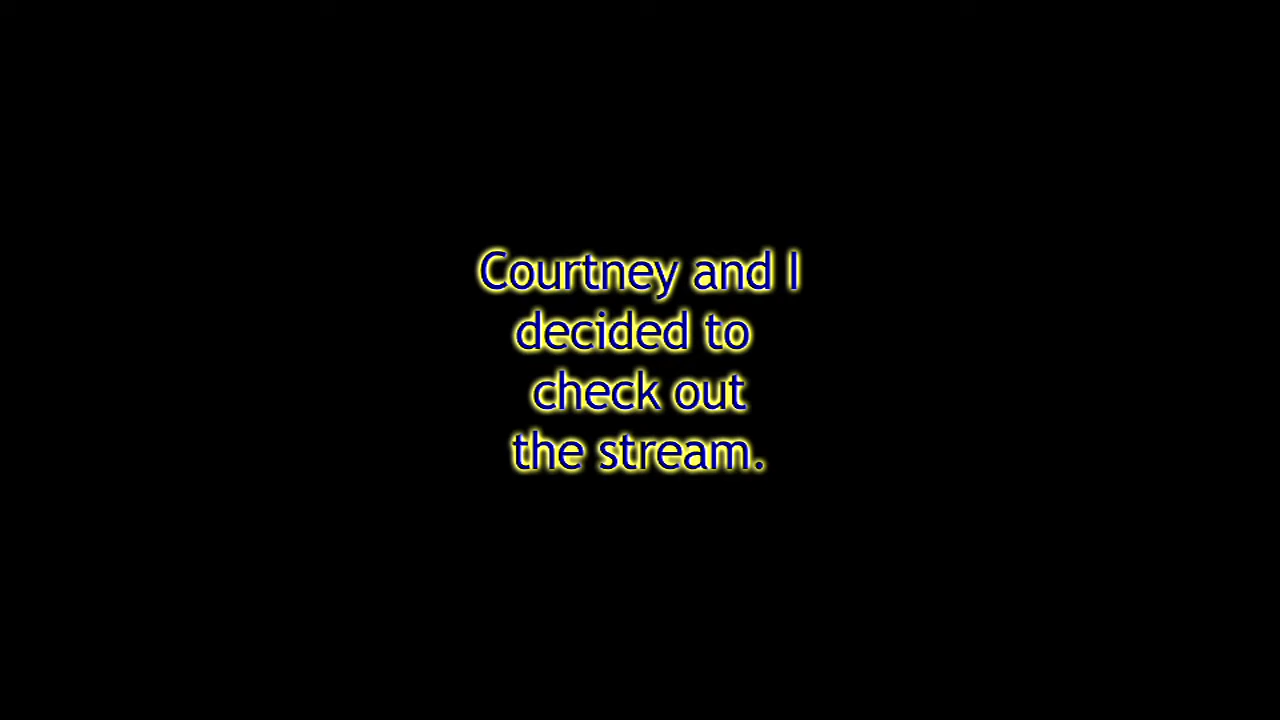 Courtney and I
decided to
check out
the stream.